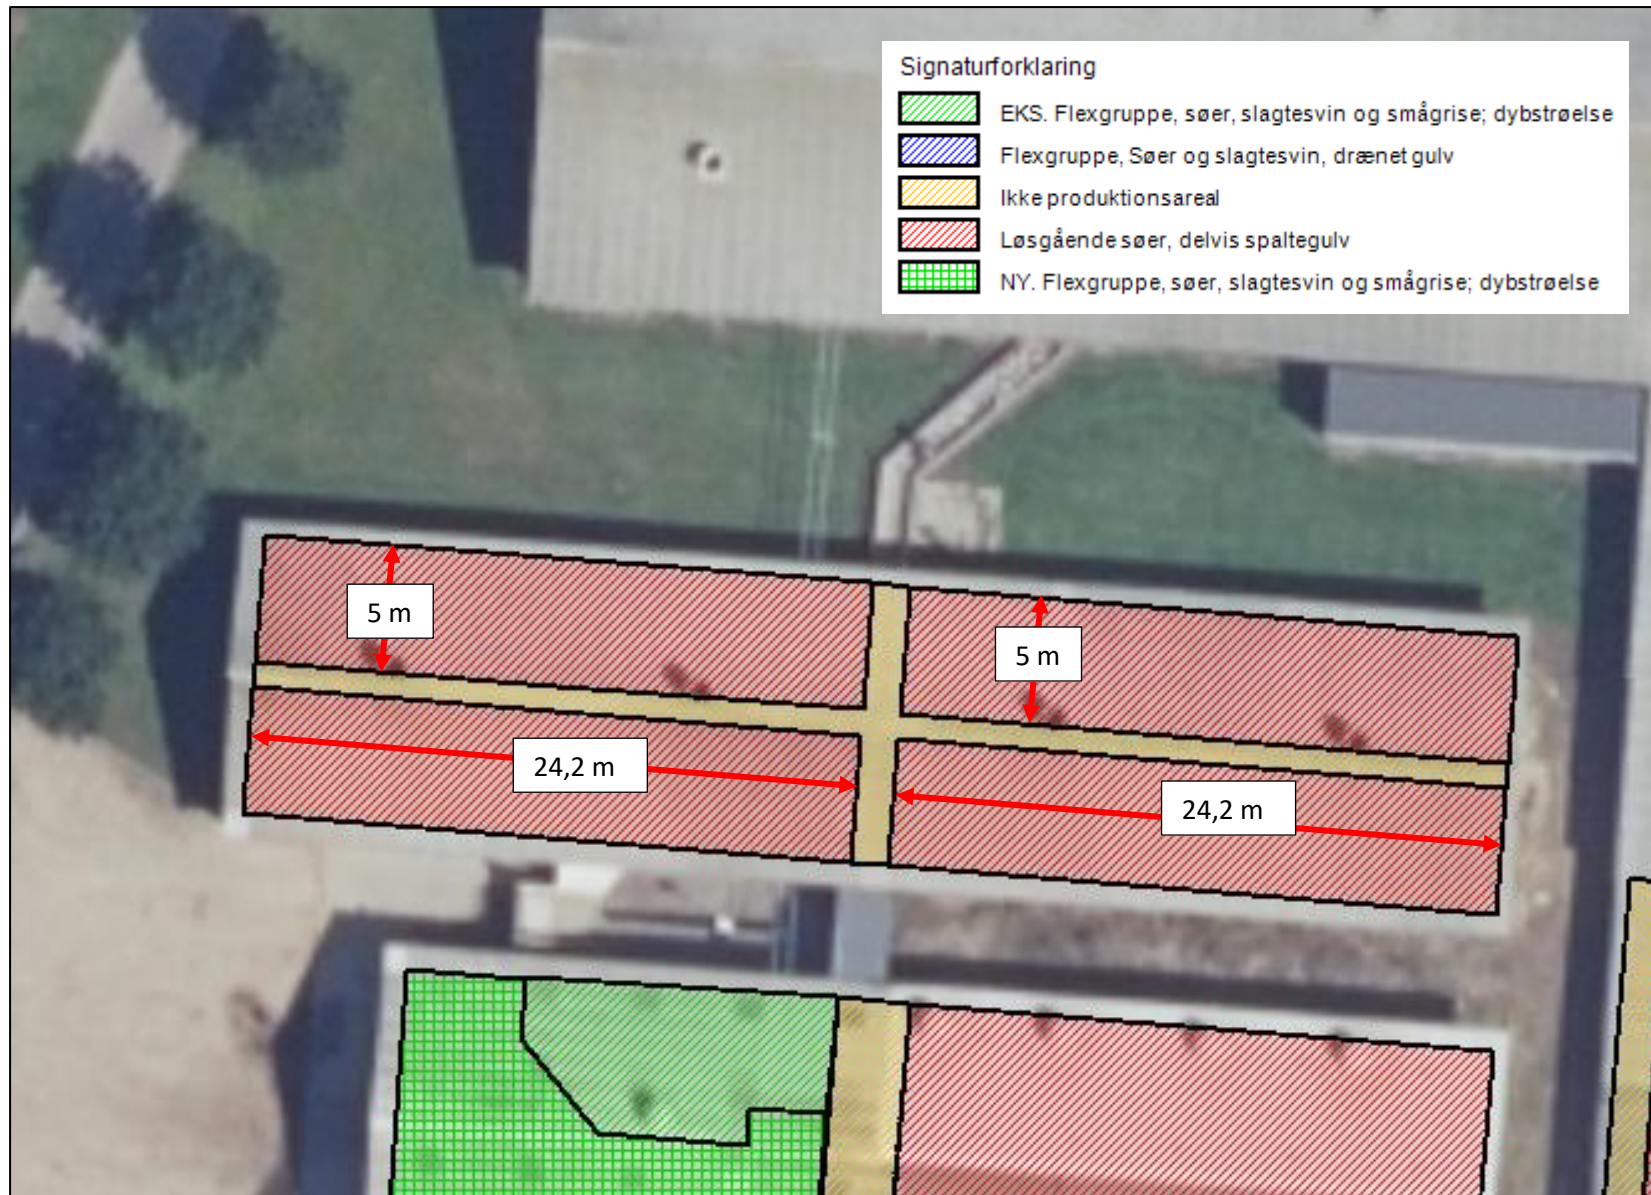 Signaturforklaring
EKS. Flexgruppe, søer, slagtesvin og smågrise; dybstrøelse
Flexgruppe, Søer og slagtesvin, drænet gulv
Ikke produktionsareal
Løsgående søer, delvis spaltegulv
NY. Flexgruppe, søer, slagtesvin og smågrise; dybstrøelse
5 m
5 m
24,2 m
24,2 m